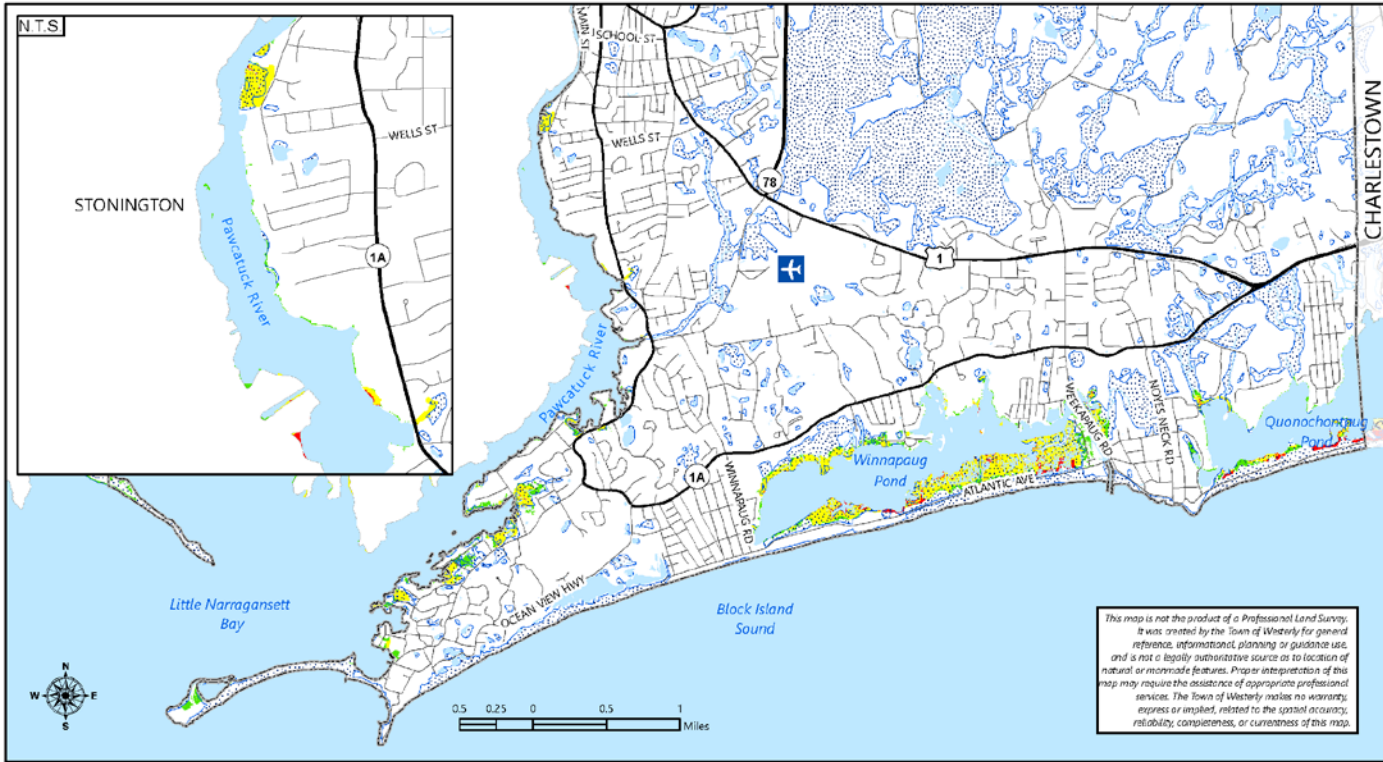 N.T.S
STONINGTON
Pawcatuck River
WELLS ST
1A
MAIN ST
SCHOOL ST
WELLS ST
78
1
CHARLESTOWN
Pawcatuck River
1A
WINNAPAUG RD
Winnapaug
Pond
ATLANTIC AVE
WEEKAPAUG RD
NOYES NECK RD
Quonochontaug
Pond
OCEAN VIEW HWY
Little Narragansett
Bay
Block Island
Sound
N
W E
S
0.5 0.25 0 0.5 1
Miles
This map is not the product of a Professional Land Survey.
It was created by the Town of Westerly for general
reference, informational, planning or guidance use,
and is not a legally authoritative source as to location of
natural or manmade features. Proper interpretation of this
map may require the assistance of appropriate professional
services. The Town of Westerly makes no warranty,
express or implied, related to the spatial accuracy,
reliability, completeness, or currentness of this map.